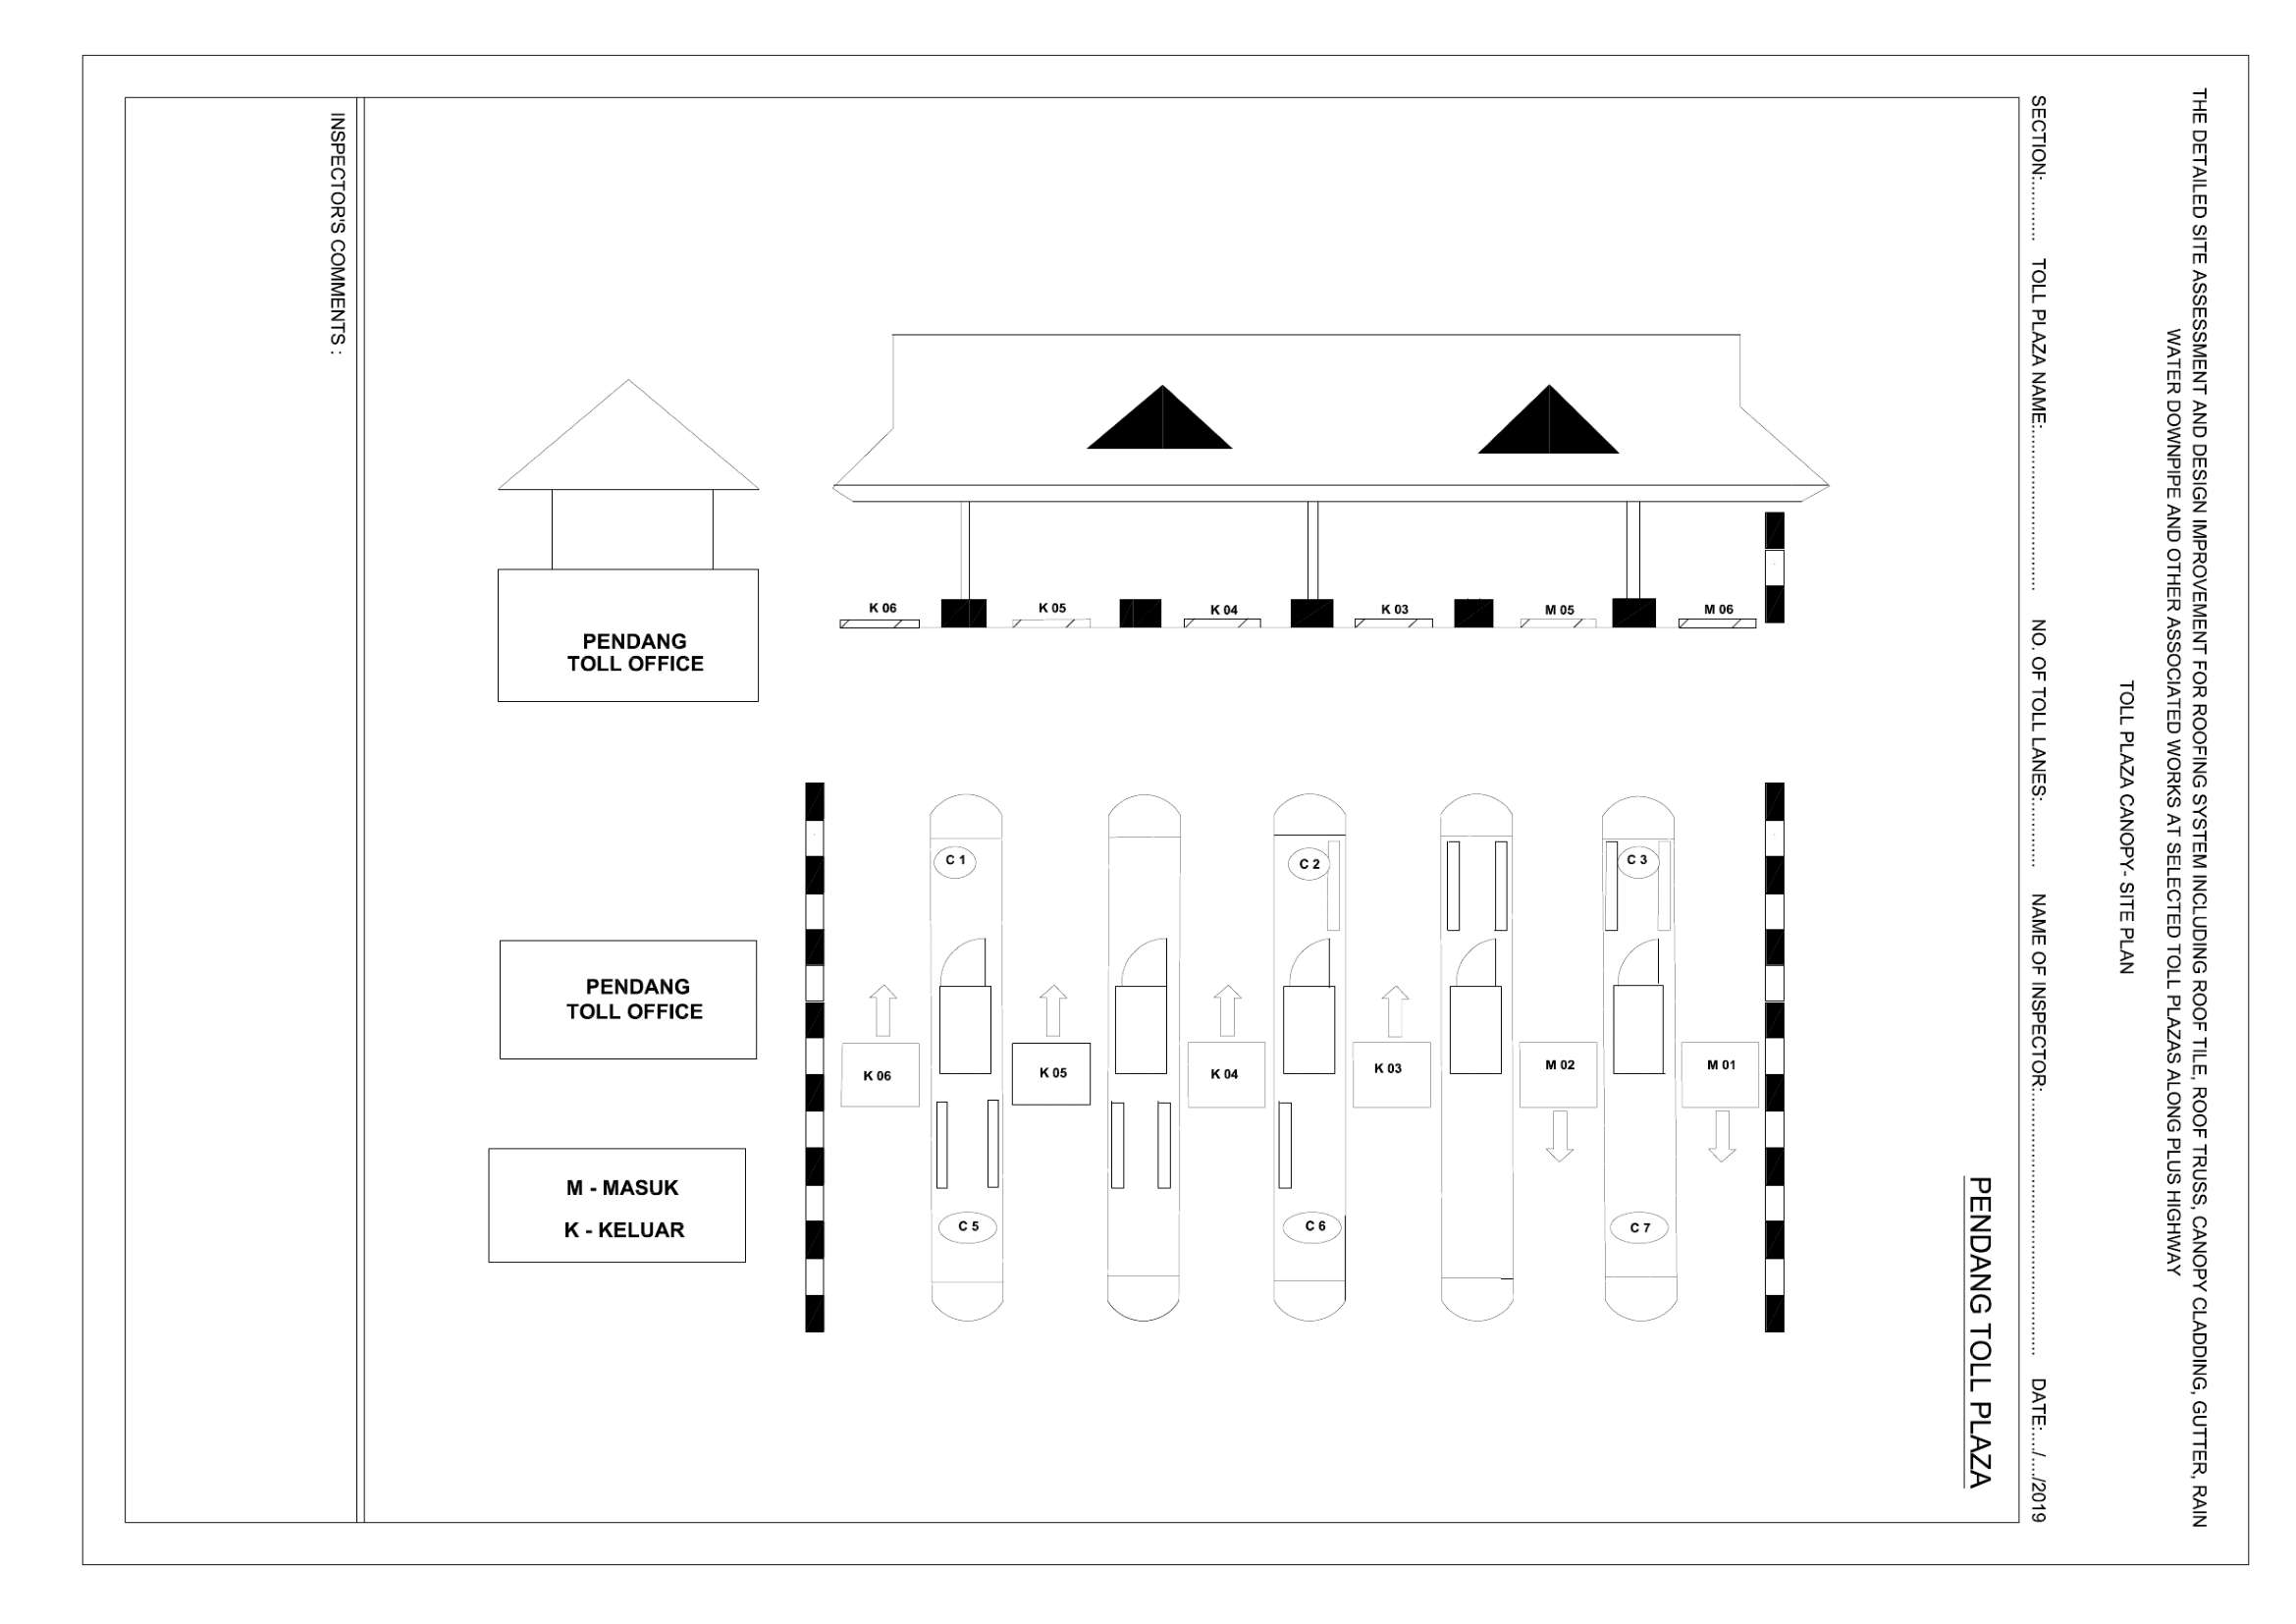 THE DETAILED SITE ASSESSMENT AND DESIGN IMPROVEMENT FOR ROOFING SYSTEM INCLUDING ROOF TILE, ROOF TRUSS, CANOPY CLADDING, GUTTER, RAIN
WATER DOWNPIPE AND OTHER ASSOCIATED WORKS AT SELECTED TOLL PLAZAS ALONG PLUS HIGHWAY
TOLL PLAZA CANOPY- SITE PLAN
SECTION:.......... TOLL PLAZA NAME:............................ NO. OF TOLL LANES:............ NAME OF INSPECTOR:............................................. DATE:..../..../2019
PENDANG TOLL PLAZA
K 06 K 05 K 04 K 03 M 05 M 06
PENDANG
TOLL OFFICE
C 1 C 2 C 3
PENDANG
TOLL OFFICE
K 06 K 05 K 04 K 03 M 02 M 01
M - MASUK
K - KELUAR
C 5 C 6 C 7
INSPECTOR'S COMMENTS :